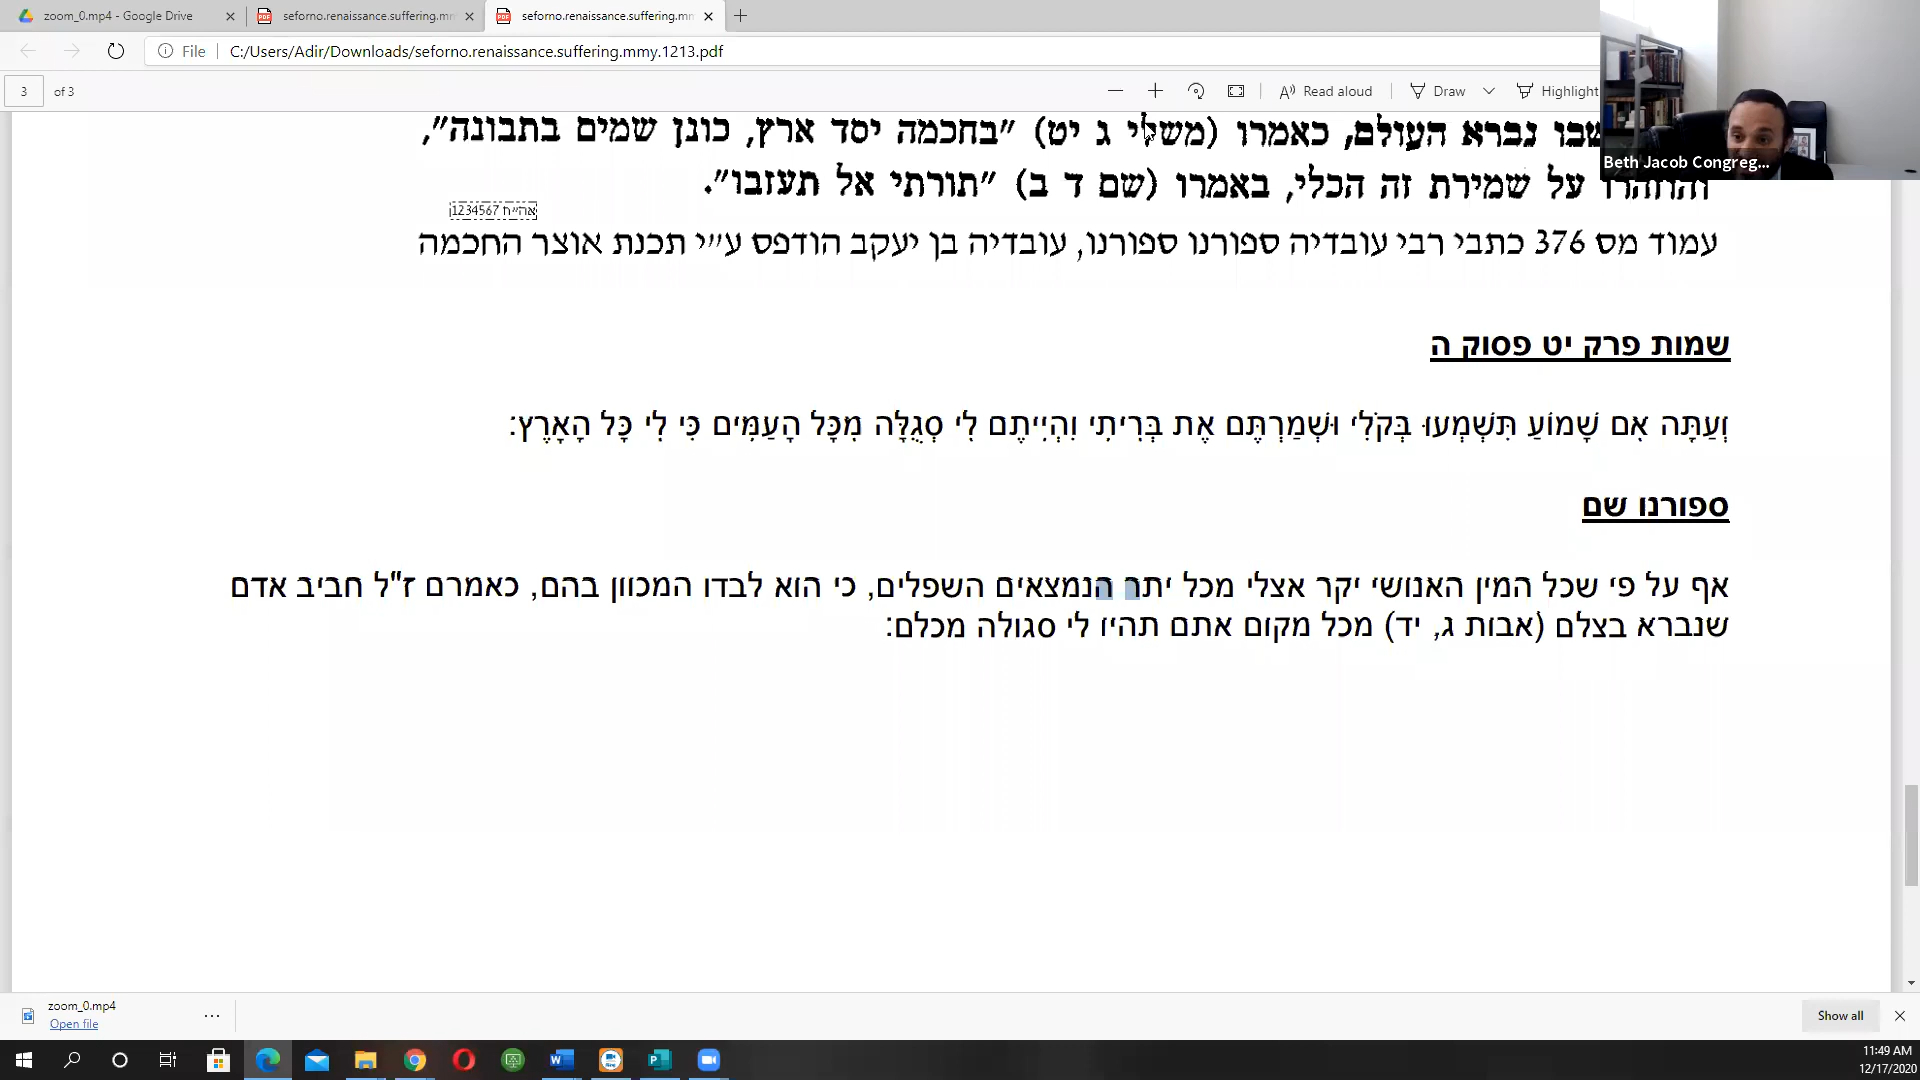 zoom_0.mp4 - Google Drive
seforno.renaissance.suffering.mm
seforno.renaissance.suffering.mm
File
C:/Users/Adir/Downloads/seforno.renaissance.suffering.mmy.1213.pdf
3 of 3
Read aloud
Draw
Highlight
Beth Jacob Congreg...
נברא העולם, כאמרו (משלי ג יט) "בחכמה יסד ארץ, כונן שמים בתבונה",
והזהרו על שמירת זה הכלי, באמרו (שם ד ב) "תורתי אל תעזבו".
אה"ח 1234567
עמוד מס 376 כתבי רבי עובדיה ספורנו ספורנו, עובדיה בן יעקב הודפס ע"י תכנת אוצר החכמה
שמות פרק יט פסוק ה
וְעַתָּה אִם שָׁמוֹעַ תִּשְׁמְעוּ בְּקֹלִי וּשְׁמַרְתֶּם אֶת בְּרִיתִי וִהְיִיתֶם לִי סְגֻלָּה מִכָּל הָעַמִּים כִּי לִי כָּל הָאָרֶץ:
ספורנו שם
אף על פי שכל המין האנושי יקר אצלי מכל יתר הנמצאים השפלים, כי הוא לבדו המכוון בהם, כאמרם ז"ל חביב אדם
שנברא בצלם (אבות ג, יד) מכל מקום אתם תהיו לי סגולה מכלם:
zoom_0.mp4
Open file
Show all
11:49 AM
12/17/2020